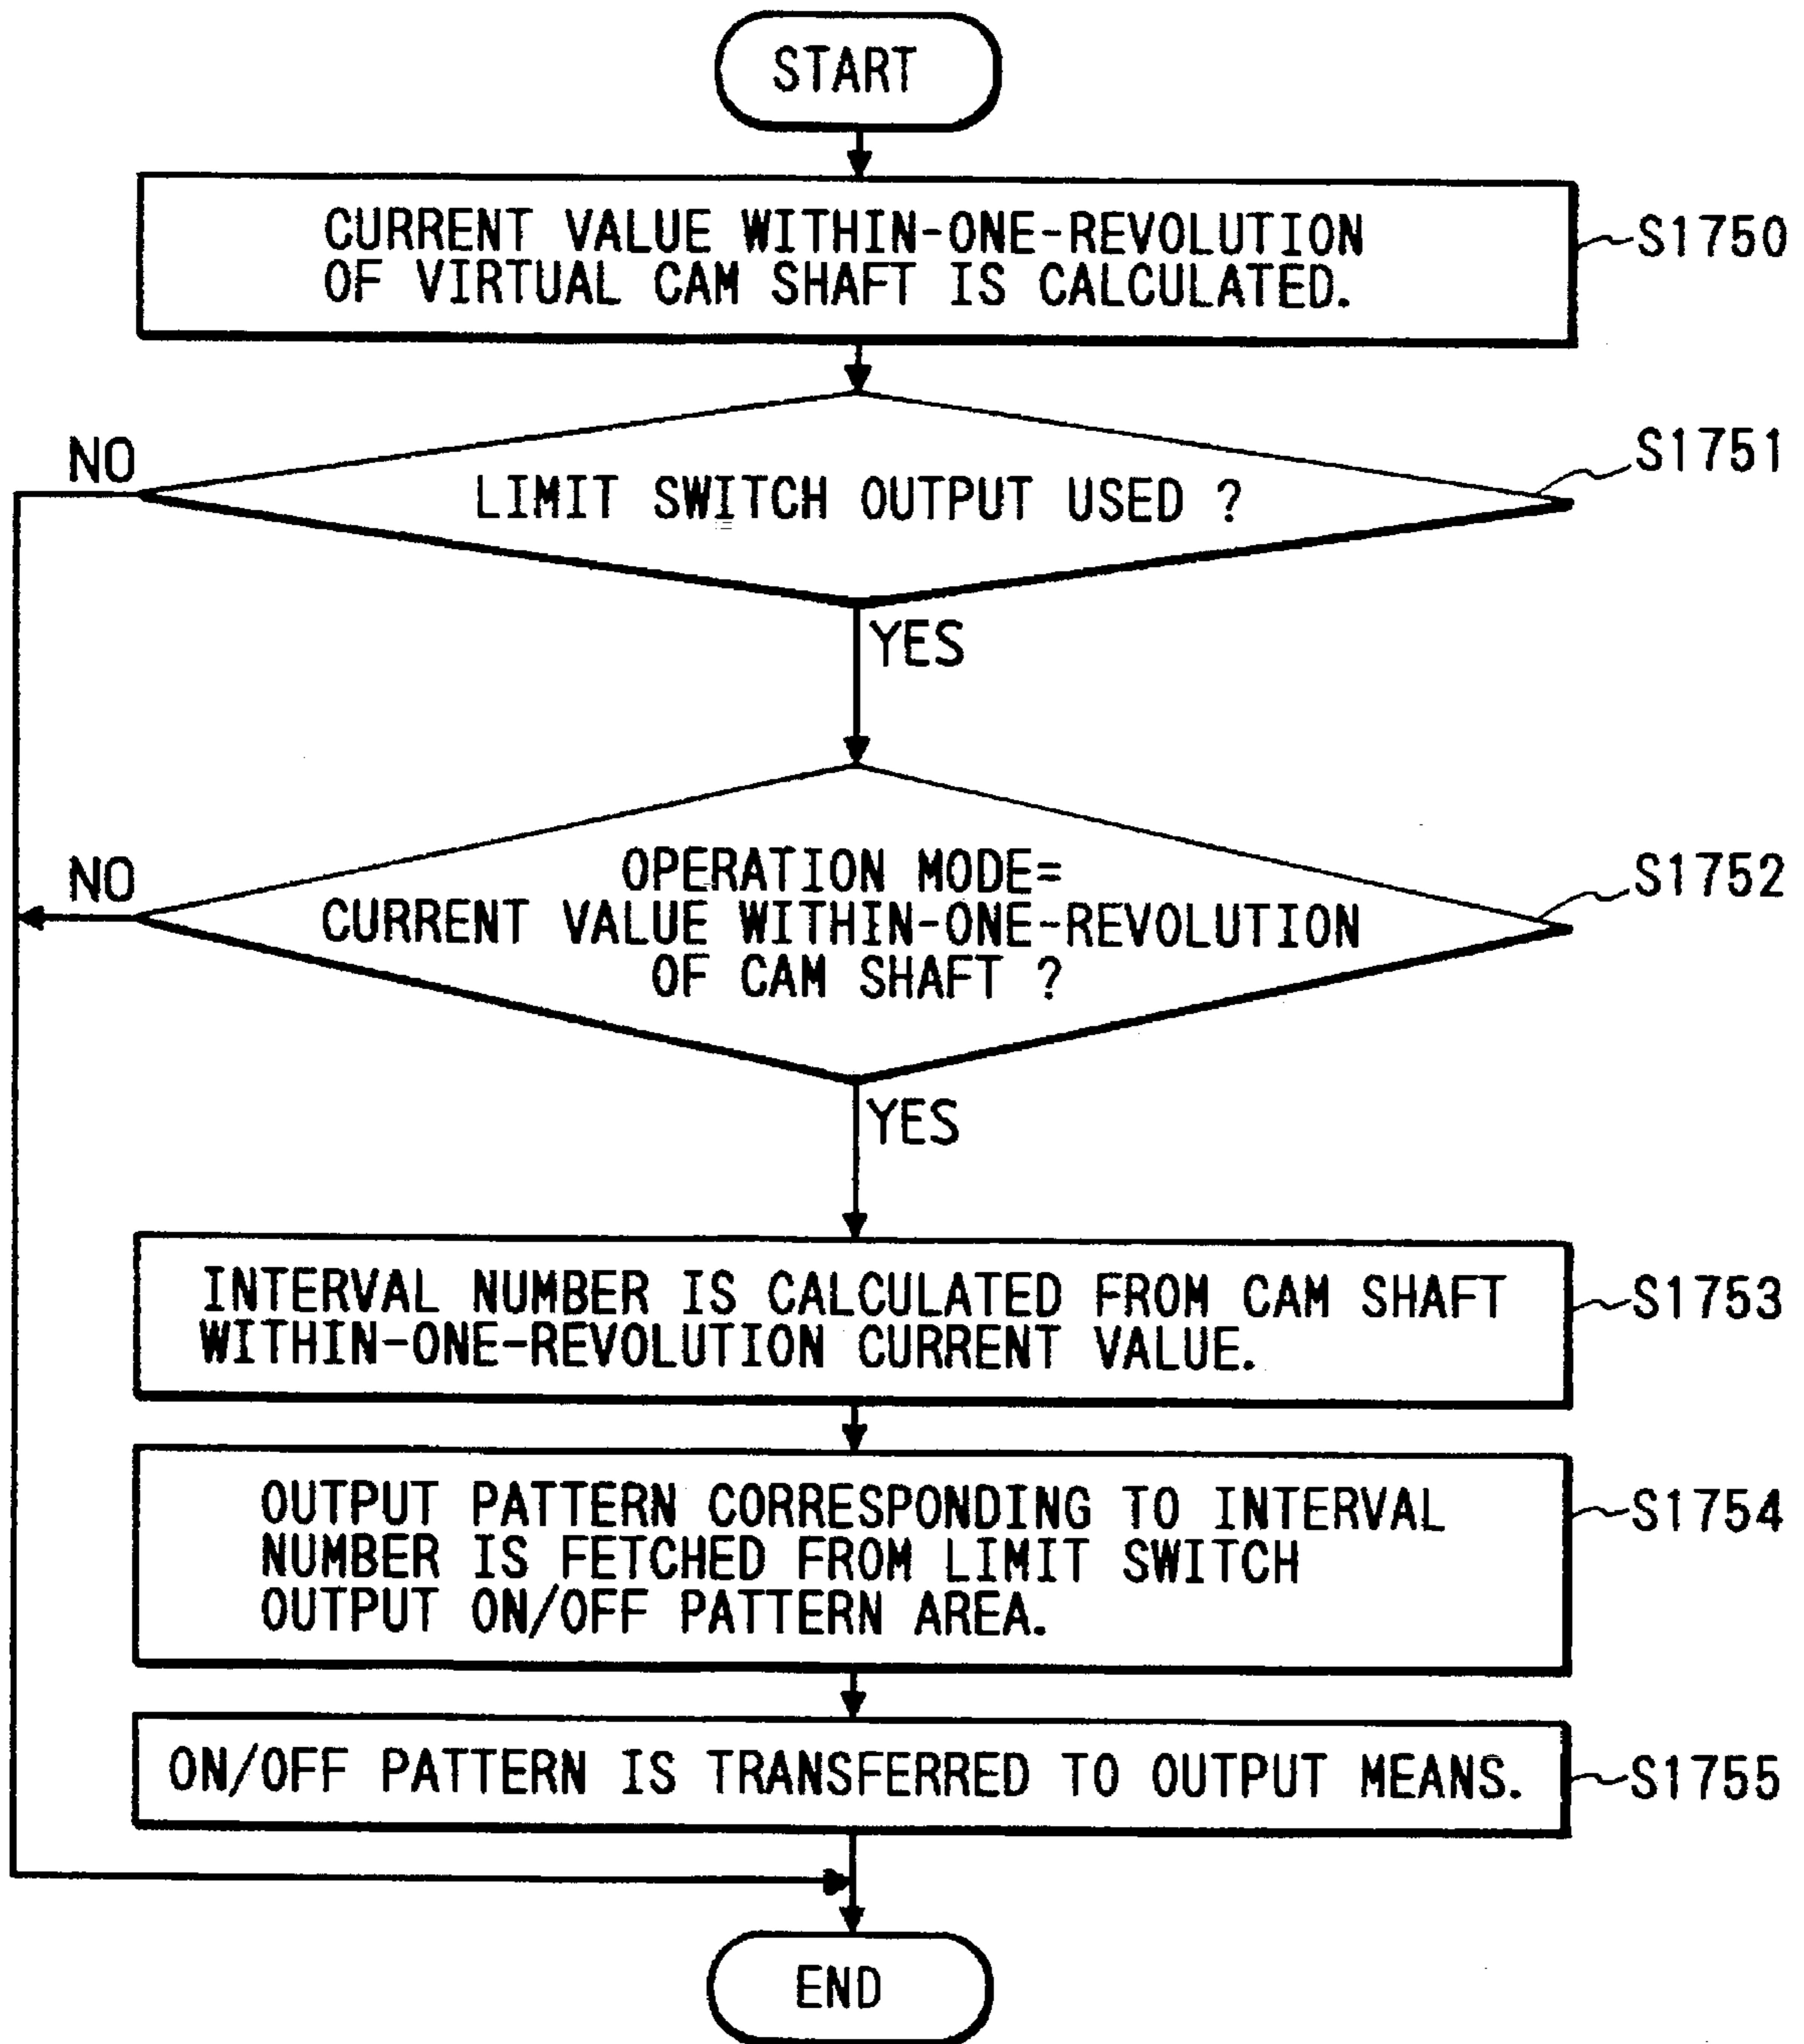 START
CURRENT VALUE WITHIN-ONE-REVOLUTION
OF VIRTUAL CAM SHAFT IS CALCULATED.
S1750
NO
LIMIT SWITCH OUTPUT USED ?
S1751
YES
NO
OPERATION MODE=
CURRENT VALUE WITHIN-ONE-REVOLUTION
OF CAM SHAFT ?
S1752
YES
INTERVAL NUMBER IS CALCULATED FROM CAM SHAFT
WITHIN-ONE-REVOLUTION CURRENT VALUE.
S1753
OUTPUT PATTERN CORRESPONDING TO INTERVAL
NUMBER IS FETCHED FROM LIMIT SWITCH
OUTPUT ON/OFF PATTERN AREA.
S1754
ON/OFF PATTERN IS TRANSFERRED TO OUTPUT MEANS.
S1755
END